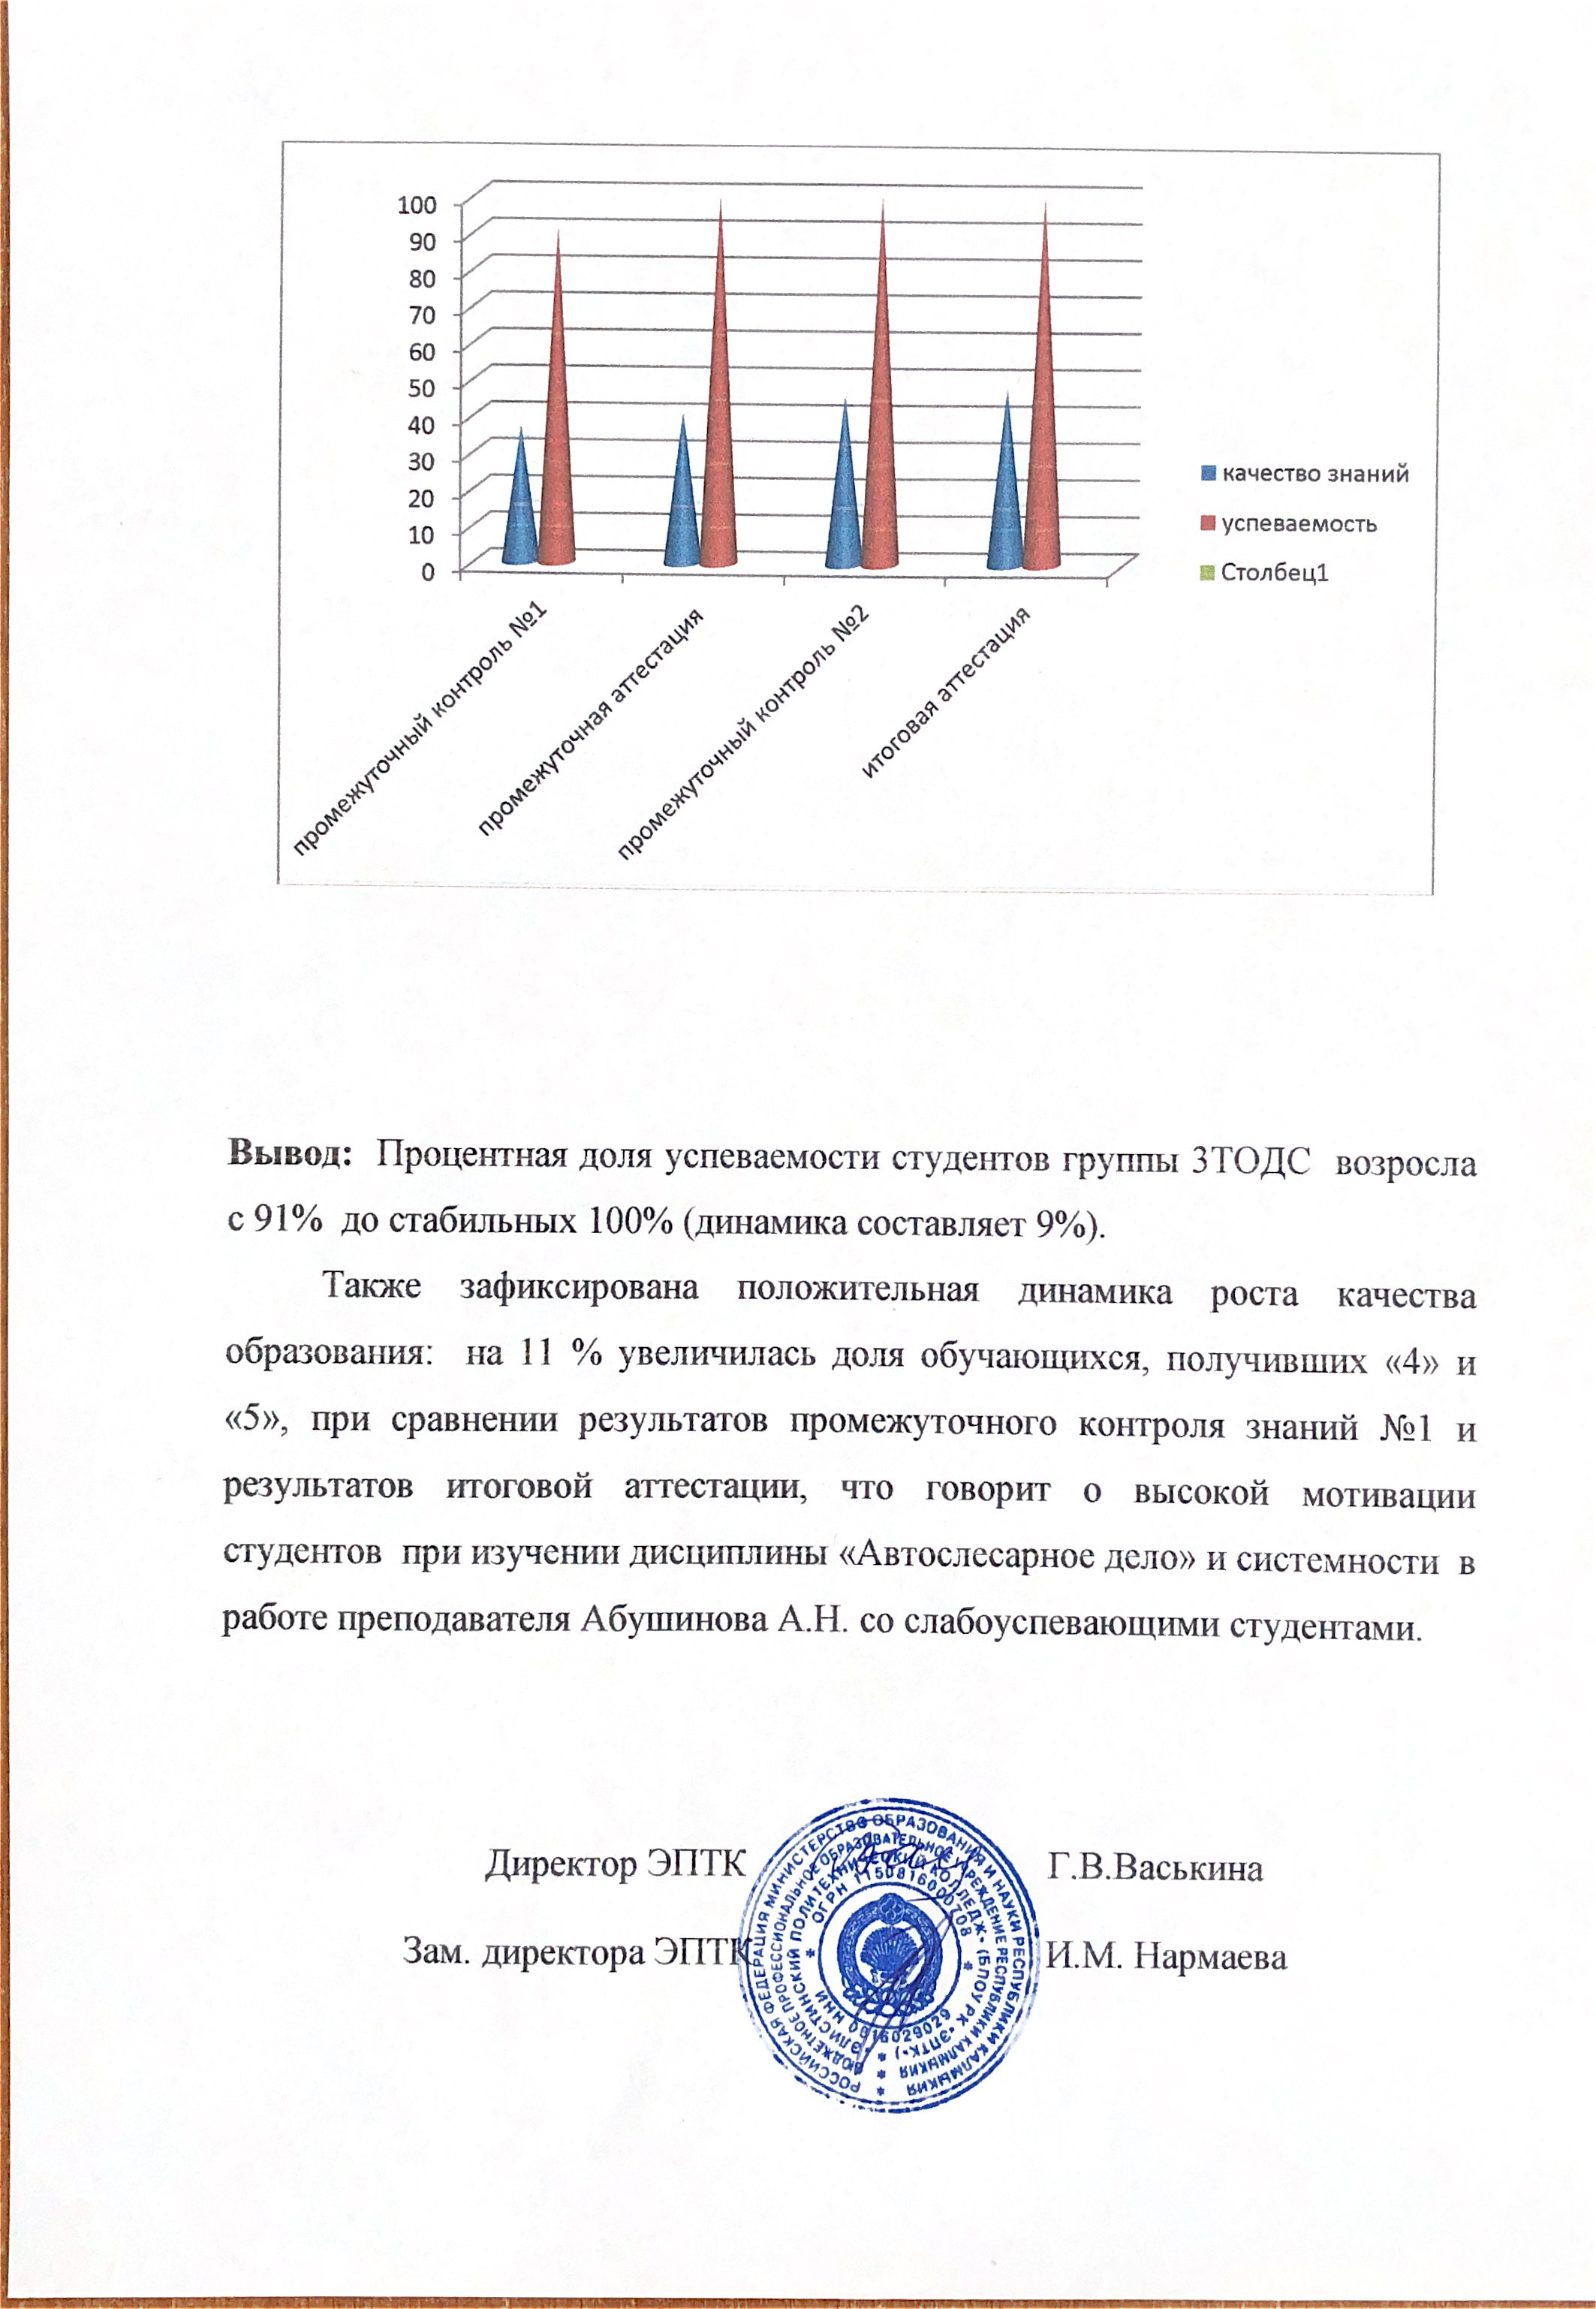 100
90
80
70
60
50
40
30
20
10
0
промежуточный контроль №1
промежуточная аттестация
промежуточный контроль №2
итоговая аттестация
качество знаний
успеваемость
Столбец1
Вывод: Процентная доля успеваемости студентов группы 3ТОДС возросла
с 91% до стабильных 100% (динамика составляет 9%).
Также зафиксирована положительная динамика роста качества
образования: на 11 % увеличилась доля обучающихся, получивших «4» и
«5», при сравнении результатов промежуточного контроля знаний №1 и
результатов итоговой аттестации, что говорит о высокой мотивации
студентов при изучении дисциплины «Автослесарное дело» и системности в
работе преподавателя Абушинова А.Н. со слабоуспевающими студентами.
Директор ЭПТК Г.В.Васькина
Зам. директора ЭПТК И.М. Нармаева
РОССИЙСКАЯ ФЕДЕРАЦИЯ МИНИСТЕРСТВО ОБРАЗОВАНИЯ И НАУКИ РЕСПУБЛИКИ КАЛМЫКИЯ
БЮДЖЕТНОЕ ПРОФЕССИОНАЛЬНОЕ ОБРАЗОВАТЕЛЬНОЕ УЧРЕЖДЕНИЕ РЕСПУБЛИКИ КАЛМЫКИЯ
"ЭЛИСТИНСКИЙ ПОЛИТЕХНИЧЕСКИЙ КОЛЛЕДЖ" (БПОУ РК "ЭПТК")
ОГРН 1150816000708
ИНН 0816029029